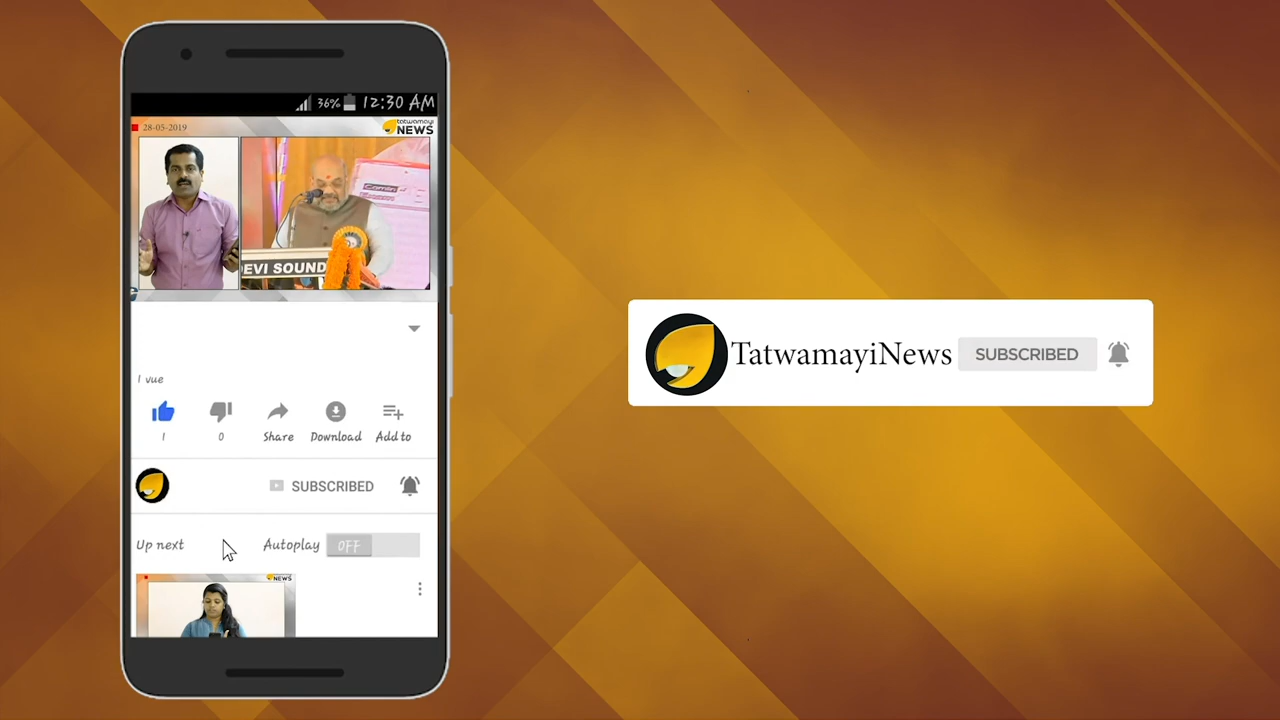 36% 12:30 AM
28-05-2019
tatwamayi
NEWS
DEVI SOUND
1 vue
1 0 Share Download Add to
SUBSCRIBED
Up next Autoplay OFF
NEWS
TatwamayiNews SUBSCRIBED